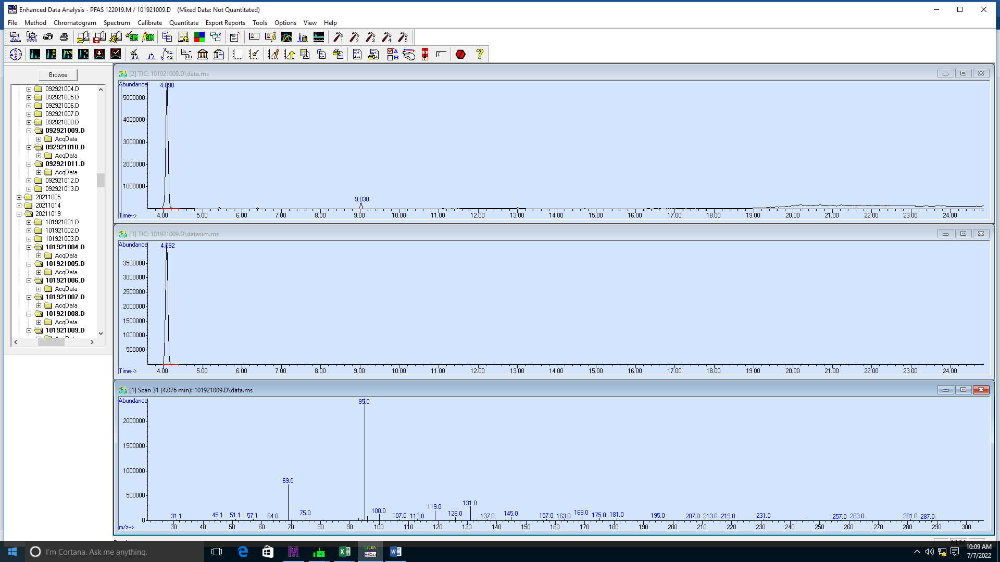 Enhanced Data Analysis - PFAS 122019.M / 101921009.D (Mixed Data: Not Quantitated)
File Method Chromatogram Spectrum Calibrate Quantitate Export Reports Tools Options View Help
Browse
092921004.D
092921005.D
092921006.D
092921007.D
092921008.D
092921009.D
AcqData
092921010.D
AcqData
092921011.D
AcqData
092921012.D
092921013.D
20211005
20211014
20211019
101921001.D
101921002.D
101921003.D
101921004.D
AcqData
101921005.D
AcqData
101921006.D
AcqData
101921007.D
AcqData
101921008.D
AcqData
101921009.D
[2] TIC: 101921009.D\data.ms
Abundance
4.090
5000000
4000000
3000000
2000000
1000000
9.030
Time-->
4.00 5.00 6.00 7.00 8.00 9.00 10.00 11.00 12.00 13.00 14.00 15.00 16.00 17.00 18.00 19.00 20.00 21.00 22.00 23.00 24.00
[3] TIC: 101921009.D\datasim.ms
Abundance
4.092
3500000
3000000
2500000
2000000
1500000
1000000
500000
Time-->
4.00 5.00 6.00 7.00 8.00 9.00 10.00 11.00 12.00 13.00 14.00 15.00 16.00 17.00 18.00 19.00 20.00 21.00 22.00 23.00 24.00
[1] Scan 31 (4.076 min): 101921009.D\data.ms
Abundance
95.0
2000000
1500000
1000000
500000
0
69.0
31.1 45.1 51.1 57.1 64.0 75.0 100.0 107.0 113.0 119.0 126.0 131.0 137.0 145.0 157.0 163.0 169.0 175.0 181.0 195.0 207.0 213.0 219.0 231.0 257.0 263.0 281.0 287.0
m/z-->
30 40 50 60 70 80 90 100 110 120 130 140 150 160 170 180 190 200 210 220 230 240 250 260 270 280 290 300
NUM
I'm Cortana. Ask me anything.
10:09 AM
7/7/2022